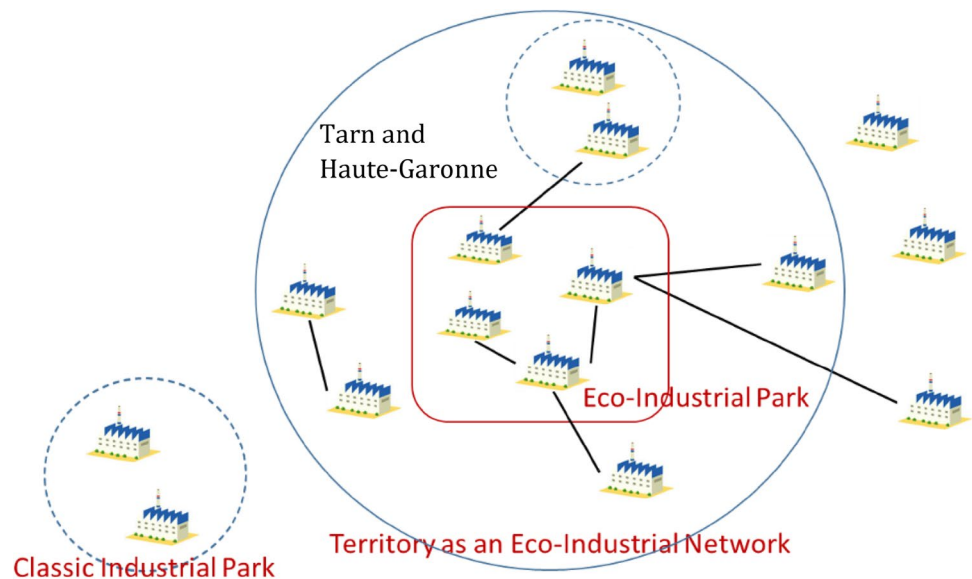 Tarn and
Haute-Garonne
Eco-Industrial Park
Territory as an Eco-Industrial Network
Classic Industrial Park